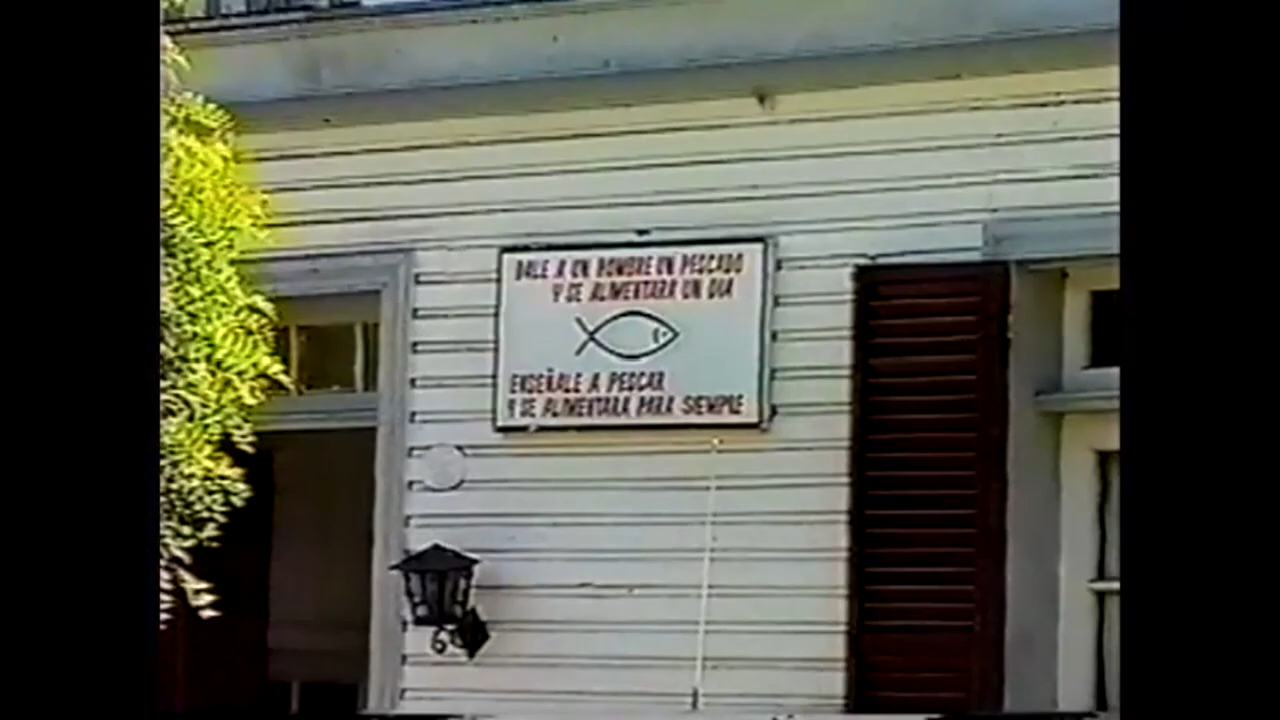 DALE A UN HOMBRE UN PESCADO
Y SE ALIMENTARA UN DIA
ENSEÑALE A PESCAR
Y SE ALIMENTARA PARA SIEMPRE